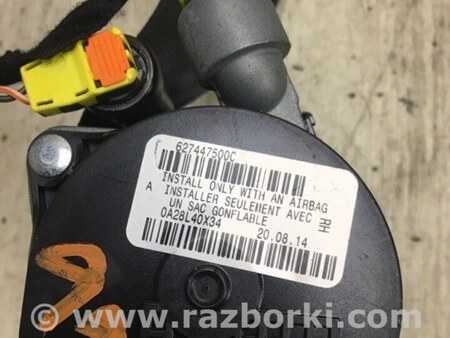 627447500C
INSTALL ONLY WITH AN AIRBAG
A INSTALLER SEULEMENT AVEC RH
UN SAC GONFLABLE
0A28L40X34 20.08.14
© - www.razborki.com -